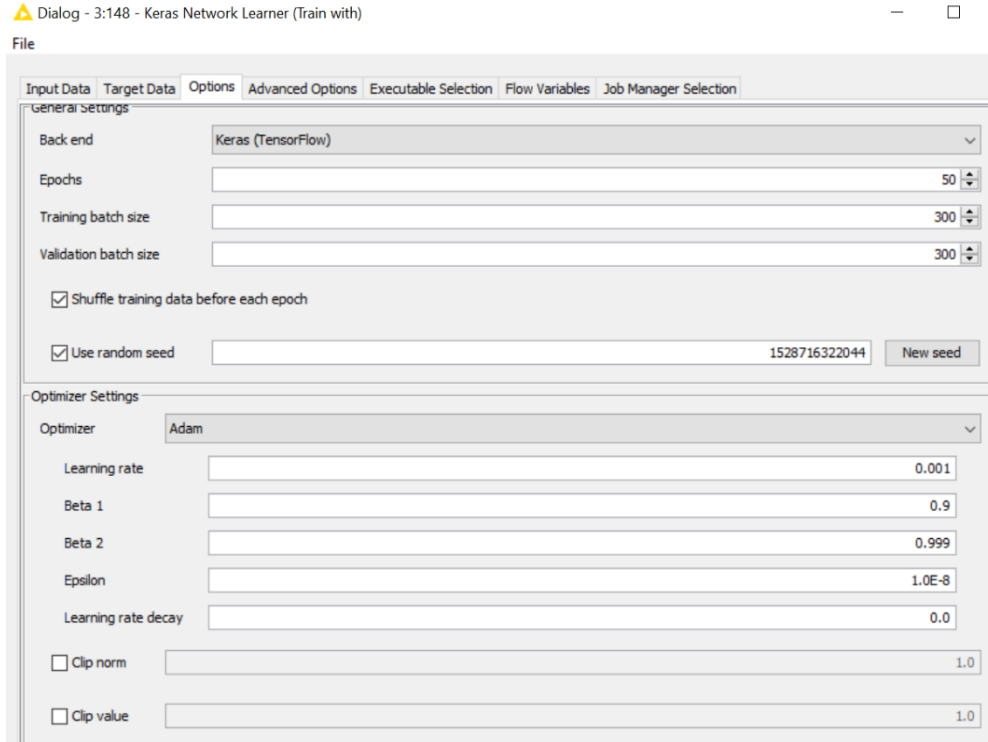 Dialog - 3:148 - Keras Network Learner (Train with)
File
Input Data Target Data Options Advanced Options Executable Selection Flow Variables Job Manager Selection
General Settings
Back end Keras (TensorFlow)
Epochs 50
Training batch size 300
Validation batch size 300
Shuffle training data before each epoch
Use random seed 1528716322044 New seed
Optimizer Settings
Optimizer Adam
Learning rate 0.001
Beta 1 0.9
Beta 2 0.999
Epsilon 1.0E-8
Learning rate decay 0.0
Clip norm 1.0
Clip value 1.0